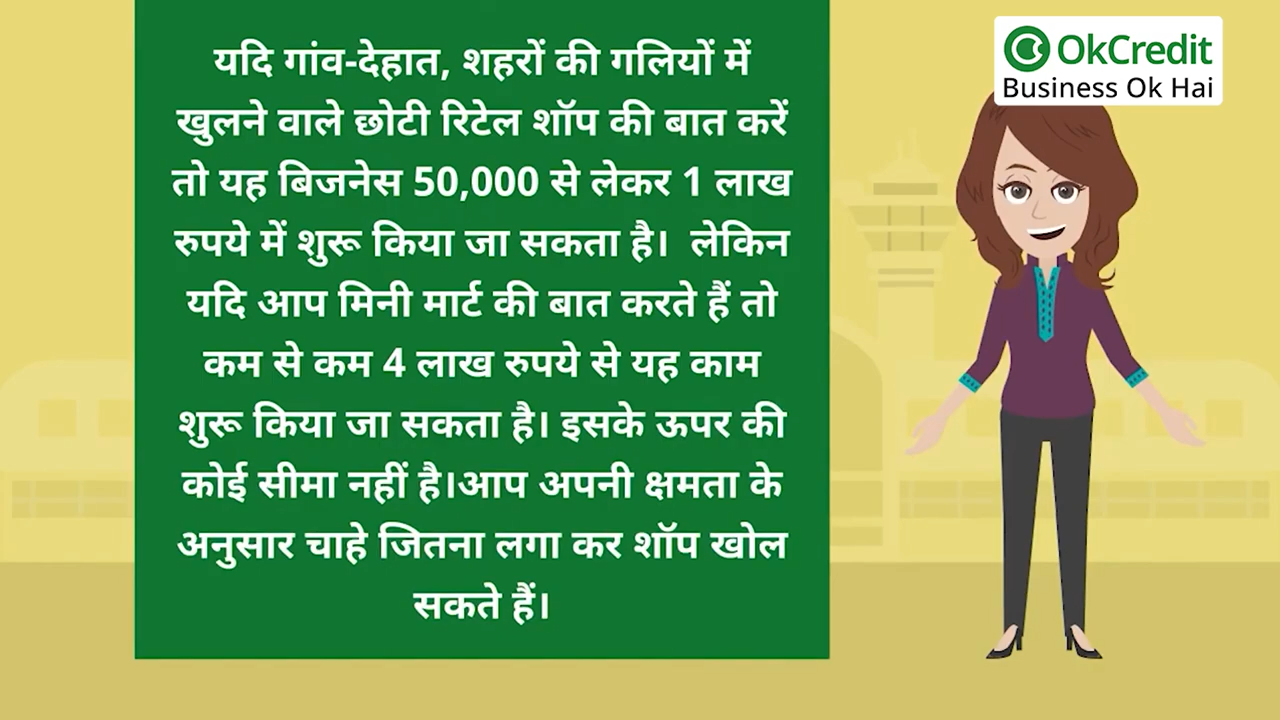 यदि गांव-देहात, शहरों की गलियों में
खुलने वाले छोटी रिटेल शॉप की बात करें
तो यह बिजनेस 50,000 से लेकर 1 लाख
रुपये में शुरू किया जा सकता है।  लेकिन
यदि आप मिनी मार्ट की बात करते हैं तो
कम से कम 4 लाख रुपये से यह काम
शुरू किया जा सकता है। इसके ऊपर की
कोई सीमा नहीं है।आप अपनी क्षमता के
अनुसार चाहे जितना लगा कर शॉप खोल
सकते हैं।
OkCredit
Business Ok Hai